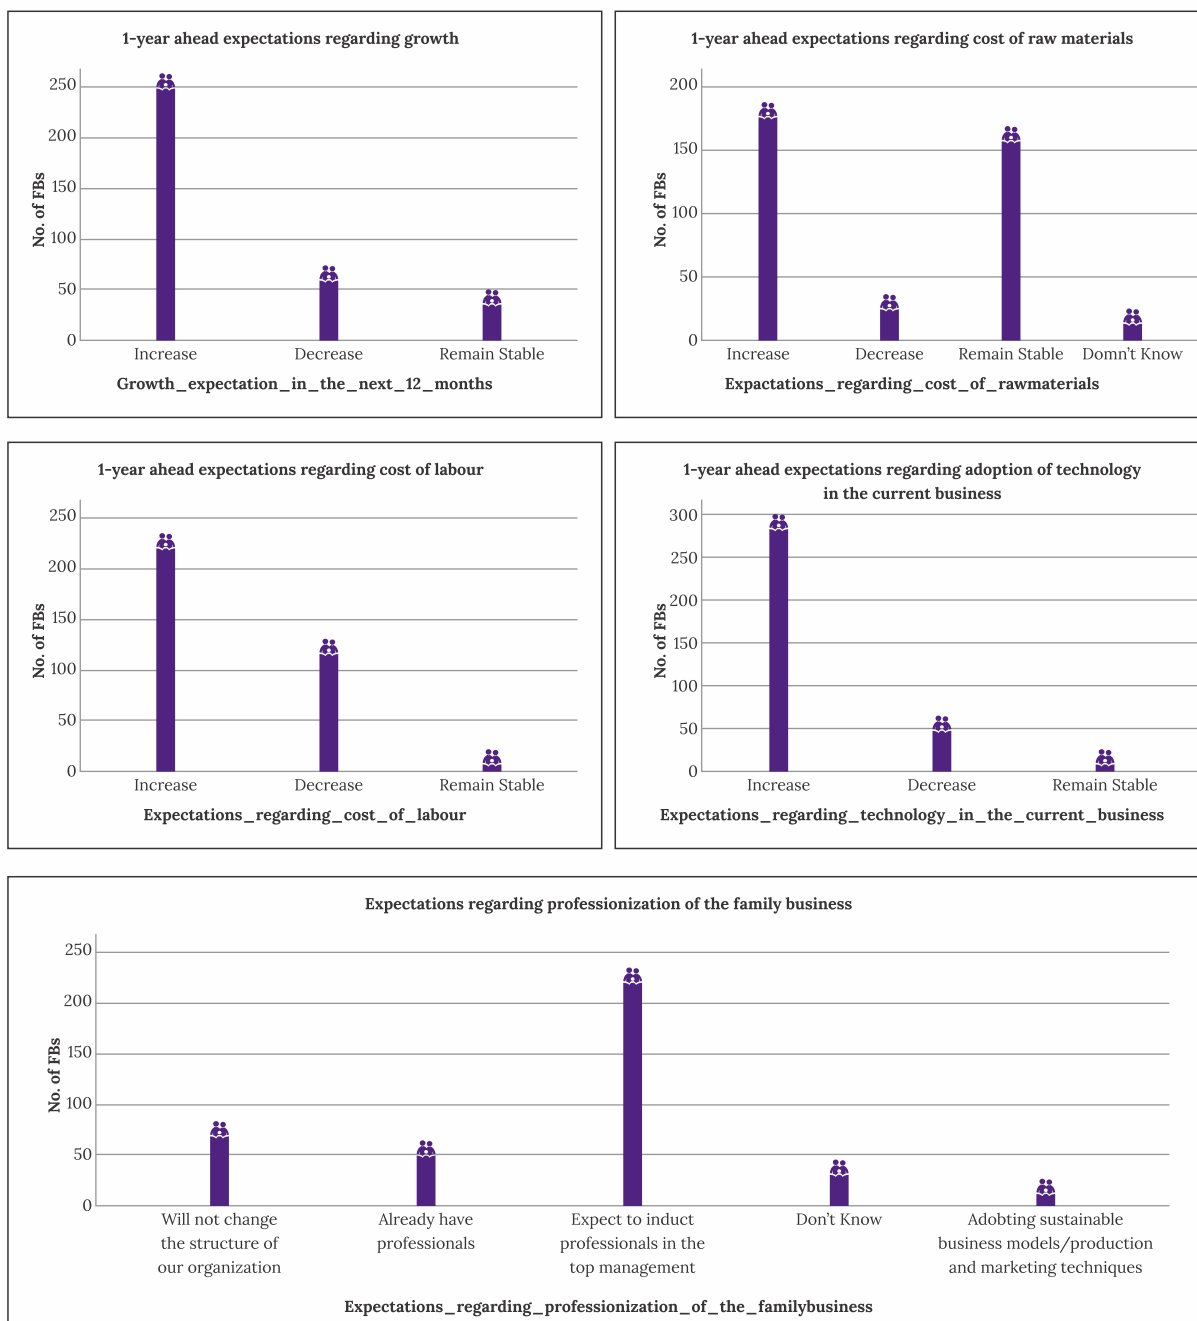 1-year ahead expectations regarding growth
250
200
150
100
50
0
No. of FBs
Increase
Decrease
Remain Stable
Growth_expectation_in_the_next_12_months
1-year ahead expectations regarding cost of raw materials
200
150
100
50
0
No. of FBs
Increase
Decrease
Remain Stable
Domn't Know
Expactations_regarding_cost_of_rawmaterials
1-year ahead expectations regarding cost of labour
250
200
150
100
50
0
No. of FBs
Increase
Decrease
Remain Stable
Expectations_regarding_cost_of_labour
1-year ahead expectations regarding adoption of technology
in the current business
300
250
200
150
100
50
0
No. of FBs
Increase
Decrease
Remain Stable
Expectations_regarding_technology_in_the_current_business
Expectations regarding professionization of the family business
250
200
150
100
50
0
No. of FBs
Will not change
the structure of
our organization
Already have
professionals
Expect to induct
professionals in the
top management
Don't Know
Adobting sustainable
business models/production
and marketing techniques
Expectations_regarding_professionization_of_the_familybusiness